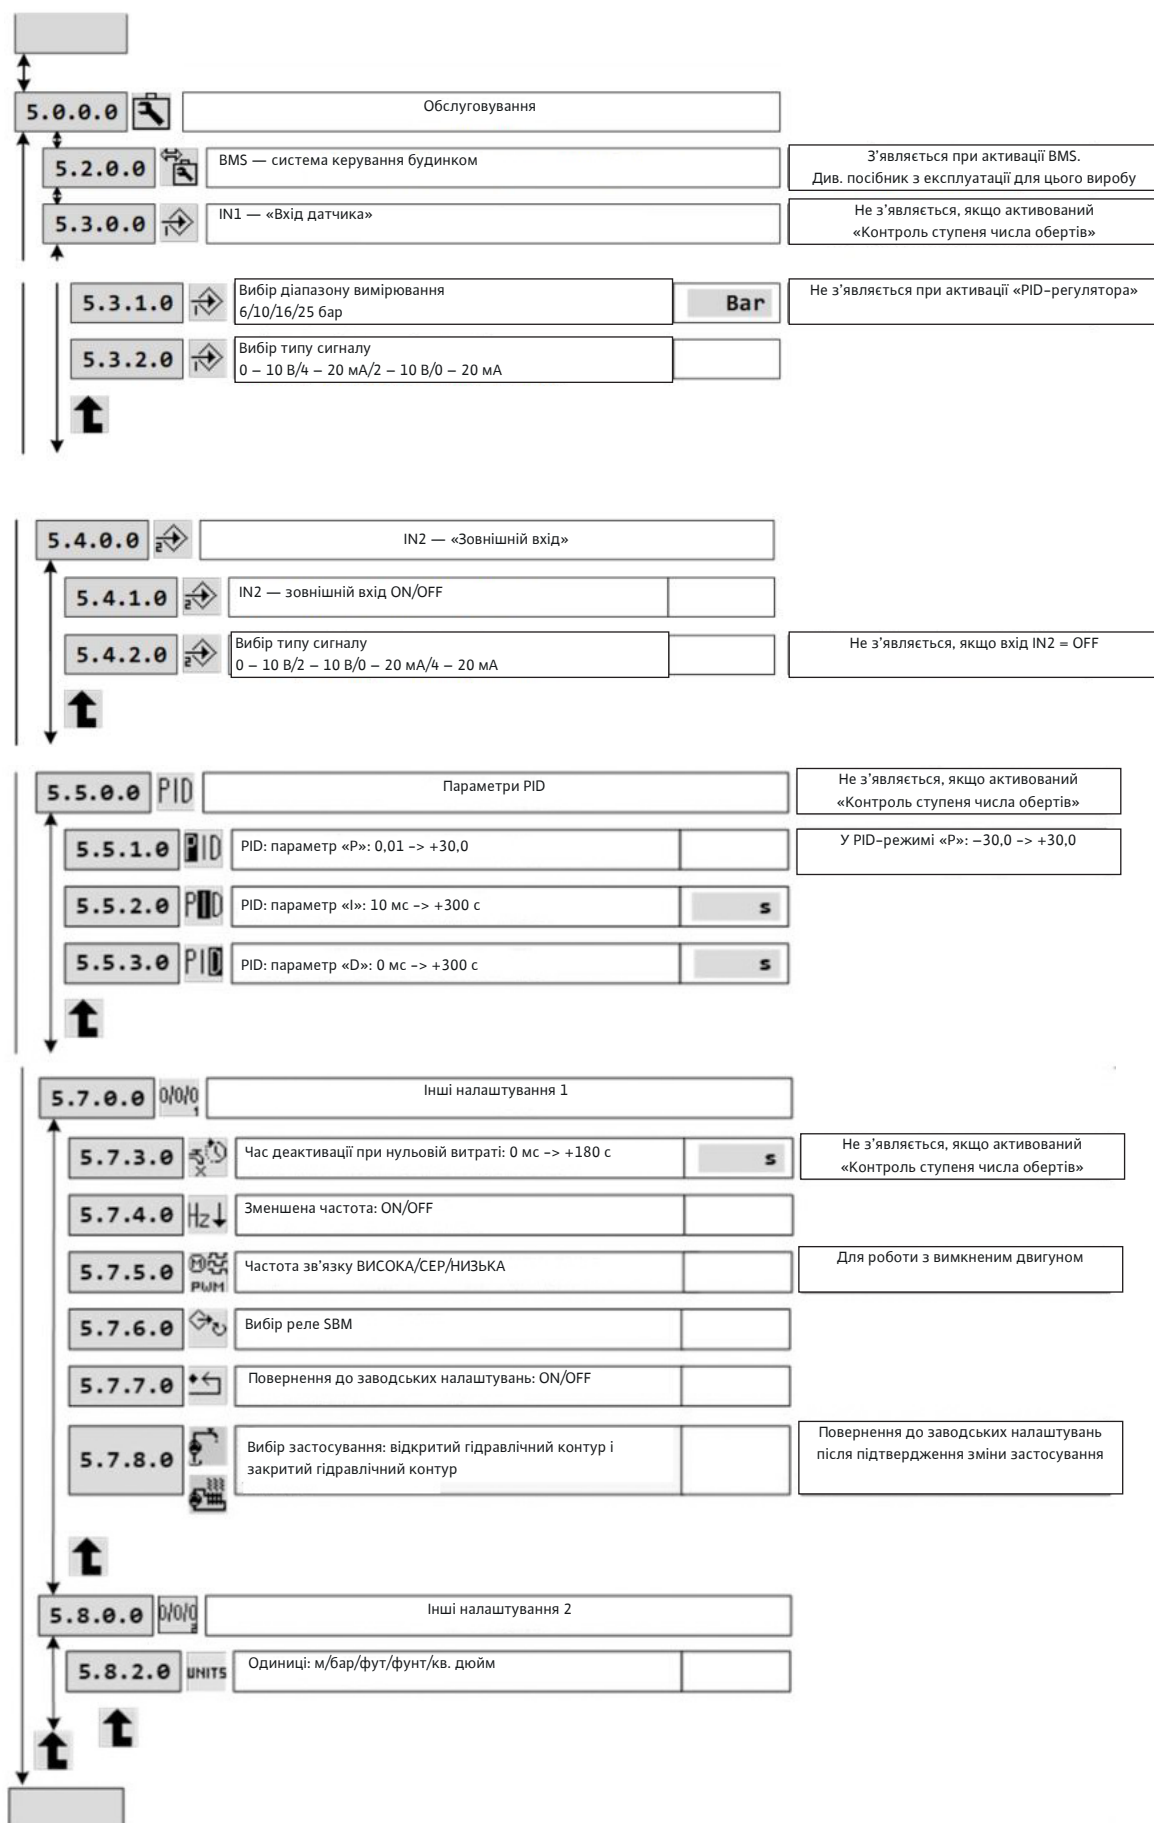 5.0.0.0 Обслуговування
5.2.0.0 BMS — система керування будинком
З’являється при активації BMS.
Див. посібник з експлуатації для цього виробу
5.3.0.0 IN1 — «Вхід датчика»
Не з’являється, якщо активований
«Контроль ступеня числа обертів»
5.3.1.0 Вибір діапазону вимірювання
6/10/16/25 бар
Bar
Не з’являється при активації «PID-регулятора»
5.3.2.0 Вибір типу сигналу
0 – 10 В/4 – 20 мА/2 – 10 В/0 – 20 мА
5.4.0.0 IN2 — «Зовнішній вхід»
5.4.1.0 IN2 — зовнішній вхід ON/OFF
5.4.2.0 Вибір типу сигналу
0 – 10 В/2 – 10 В/0 – 20 мА/4 – 20 мА
Не з’являється, якщо вхід IN2 = OFF
5.5.0.0 PID Параметри PID
Не з’являється, якщо активований
«Контроль ступеня числа обертів»
5.5.1.0 PID PID: параметр «P»: 0,01 -> +30,0
У PID-режимі «P»: –30,0 -> +30,0
5.5.2.0 PID PID: параметр «I»: 10 мс -> +300 с s
5.5.3.0 PID PID: параметр «D»: 0 мс -> +300 с s
5.7.0.0 0/0/0 1 Інші налаштування 1
5.7.3.0 Час деактивації при нульовій витраті: 0 мс -> +180 с s
Не з’являється, якщо активований
«Контроль ступеня числа обертів»
5.7.4.0 Hz Зменшена частота: ON/OFF
5.7.5.0 M PWM Частота зв’язку ВИСОКА/СЕР/НИЗЬКА
Для роботи з вимкненим двигуном
5.7.6.0 Вибір реле SBM
5.7.7.0 Повернення до заводських налаштувань: ON/OFF
5.7.8.0 Вибір застосування: відкритий гідравлічний контур і
закритий гідравлічний контур
Повернення до заводських налаштувань
після підтвердження зміни застосування
5.8.0.0 0/0/0 Інші налаштування 2
5.8.2.0 UNITS Одиниці: м/бар/фут/фунт/кв. дюйм